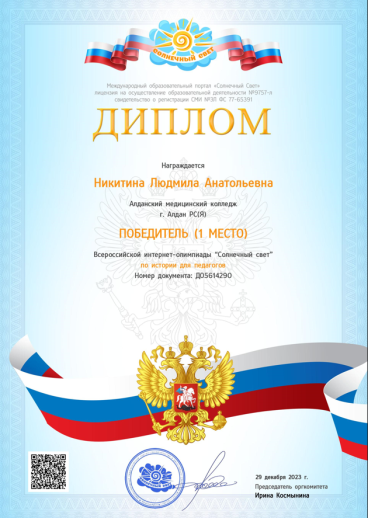 СОЛНЕЧНЫЙ СВЕТ
Международный образовательный портал «Солнечный Свет»
лицензия на осуществление образовательной деятельности №9757-л
свидетельство о регистрации СМИ №ЭЛ ФС 77-65391
ДИПЛОМ
Награждается
Никитина Людмила Анатольевна
Алданский медицинский колледж
г. Алдан РС(Я)
ПОБЕДИТЕЛЬ (1 МЕСТО)
Всероссийской интернет-олимпиады "Солнечный свет"
по истории для педагогов
Номер документа: ДО5614290
29 декабря 2023 г.
Председатель оргкомитета
Ирина Космынина